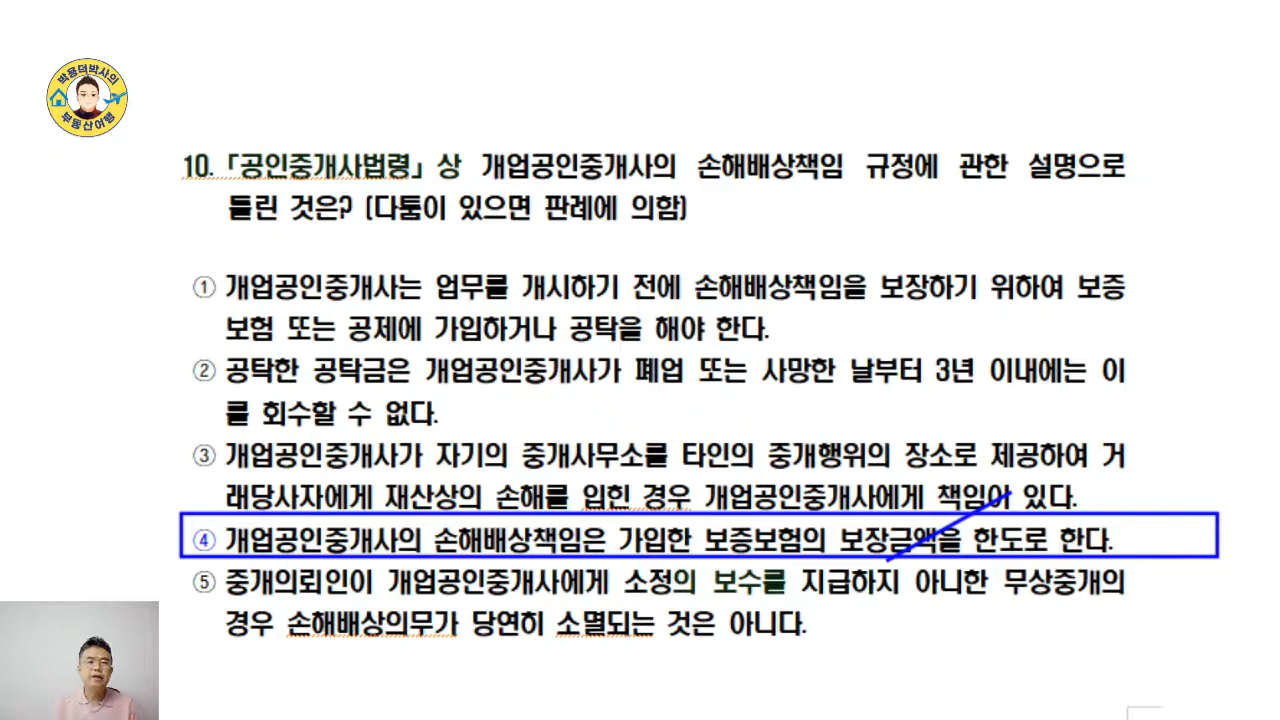 박용덕박사의
부동산여행
10. 「공인중개사법령」 상 개업공인중개사의 손해배상책임 규정에 관한 설명으로
틀린 것은? (다툼이 있으면 판례에 의함)
① 개업공인중개사는 업무를 개시하기 전에 손해배상책임을 보장하기 위하여 보증
보험 또는 공제에 가입하거나 공탁을 해야 한다.
② 공탁한 공탁금은 개업공인중개사가 폐업 또는 사망한 날부터 3년 이내에는 이
를 회수할 수 없다.
③ 개업공인중개사가 자기의 중개사무소를 타인의 중개행위의 장소로 제공하여 거
래당사자에게 재산상의 손해를 입힌 경우 개업공인중개사에게 책임이 있다.
④ 개업공인중개사의 손해배상책임은 가입한 보증보험의 보장금액을 한도로 한다.
⑤ 중개의뢰인이 개업공인중개사에게 소정의 보수를 지급하지 아니한 무상중개의
경우 손해배상의무가 당연히 소멸되는 것은 아니다.